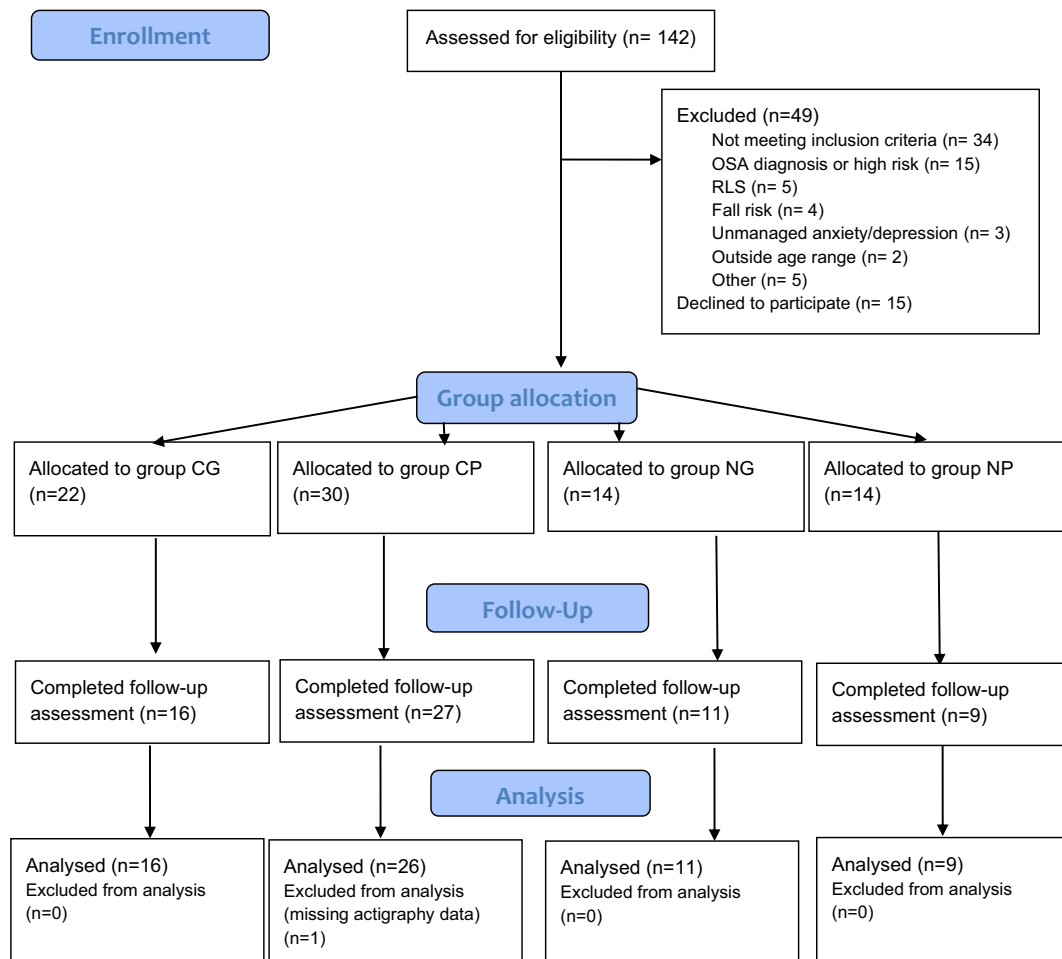 Enrollment
Assessed for eligibility (n= 142)
Excluded (n=49)
Not meeting inclusion criteria (n= 34)
OSA diagnosis or high risk (n= 15)
RLS (n= 5)
Fall risk (n= 4)
Unmanaged anxiety/depression (n= 3)
Outside age range (n= 2)
Other (n= 5)
Declined to participate (n= 15)
Group allocation
Allocated to group CG
(n=22)
Allocated to group CP
(n=30)
Allocated to group NG
(n=14)
Allocated to group NP
(n=14)
Follow-Up
Completed follow-up
assessment (n=16)
Completed follow-up
assessment (n=27)
Completed follow-up
assessment (n=11)
Completed follow-up
assessment (n=9)
Analysis
Analysed (n=16)
Excluded from analysis
(n=0)
Analysed (n=26)
Excluded from analysis
(missing actigraphy data)
(n=1)
Analysed (n=11)
Excluded from analysis
(n=0)
Analysed (n=9)
Excluded from analysis
(n=0)